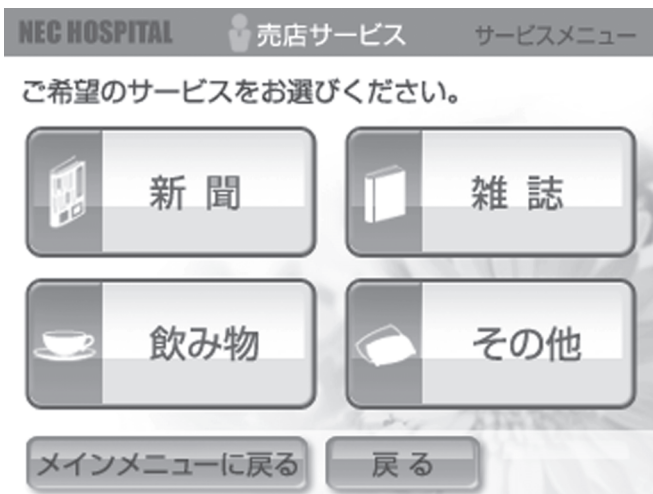 NEC HOSPITAL 売店サービス サービスメニュー
ご希望のサービスをお選びください。
新聞 雑誌
飲み物 その他
メインメニューに戻る 戻る